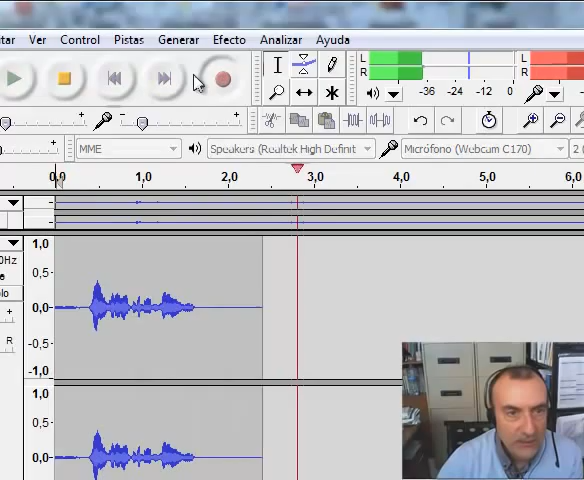 tar Ver Control Pistas Generar Efecto Analizar Ayuda
L
R
-36 -24 -12 0
L
R
- +
- +
+
MME
Speakers (Realtek High Definit
Micrófono (Webcam C170)
2 (
0,0 1,0 2,0 3,0 4,0 5,0 6,0
1,0
0Hz
0,5
olo
0,0
+
R
-0,5
-1,0
1,0
0,5
0,0